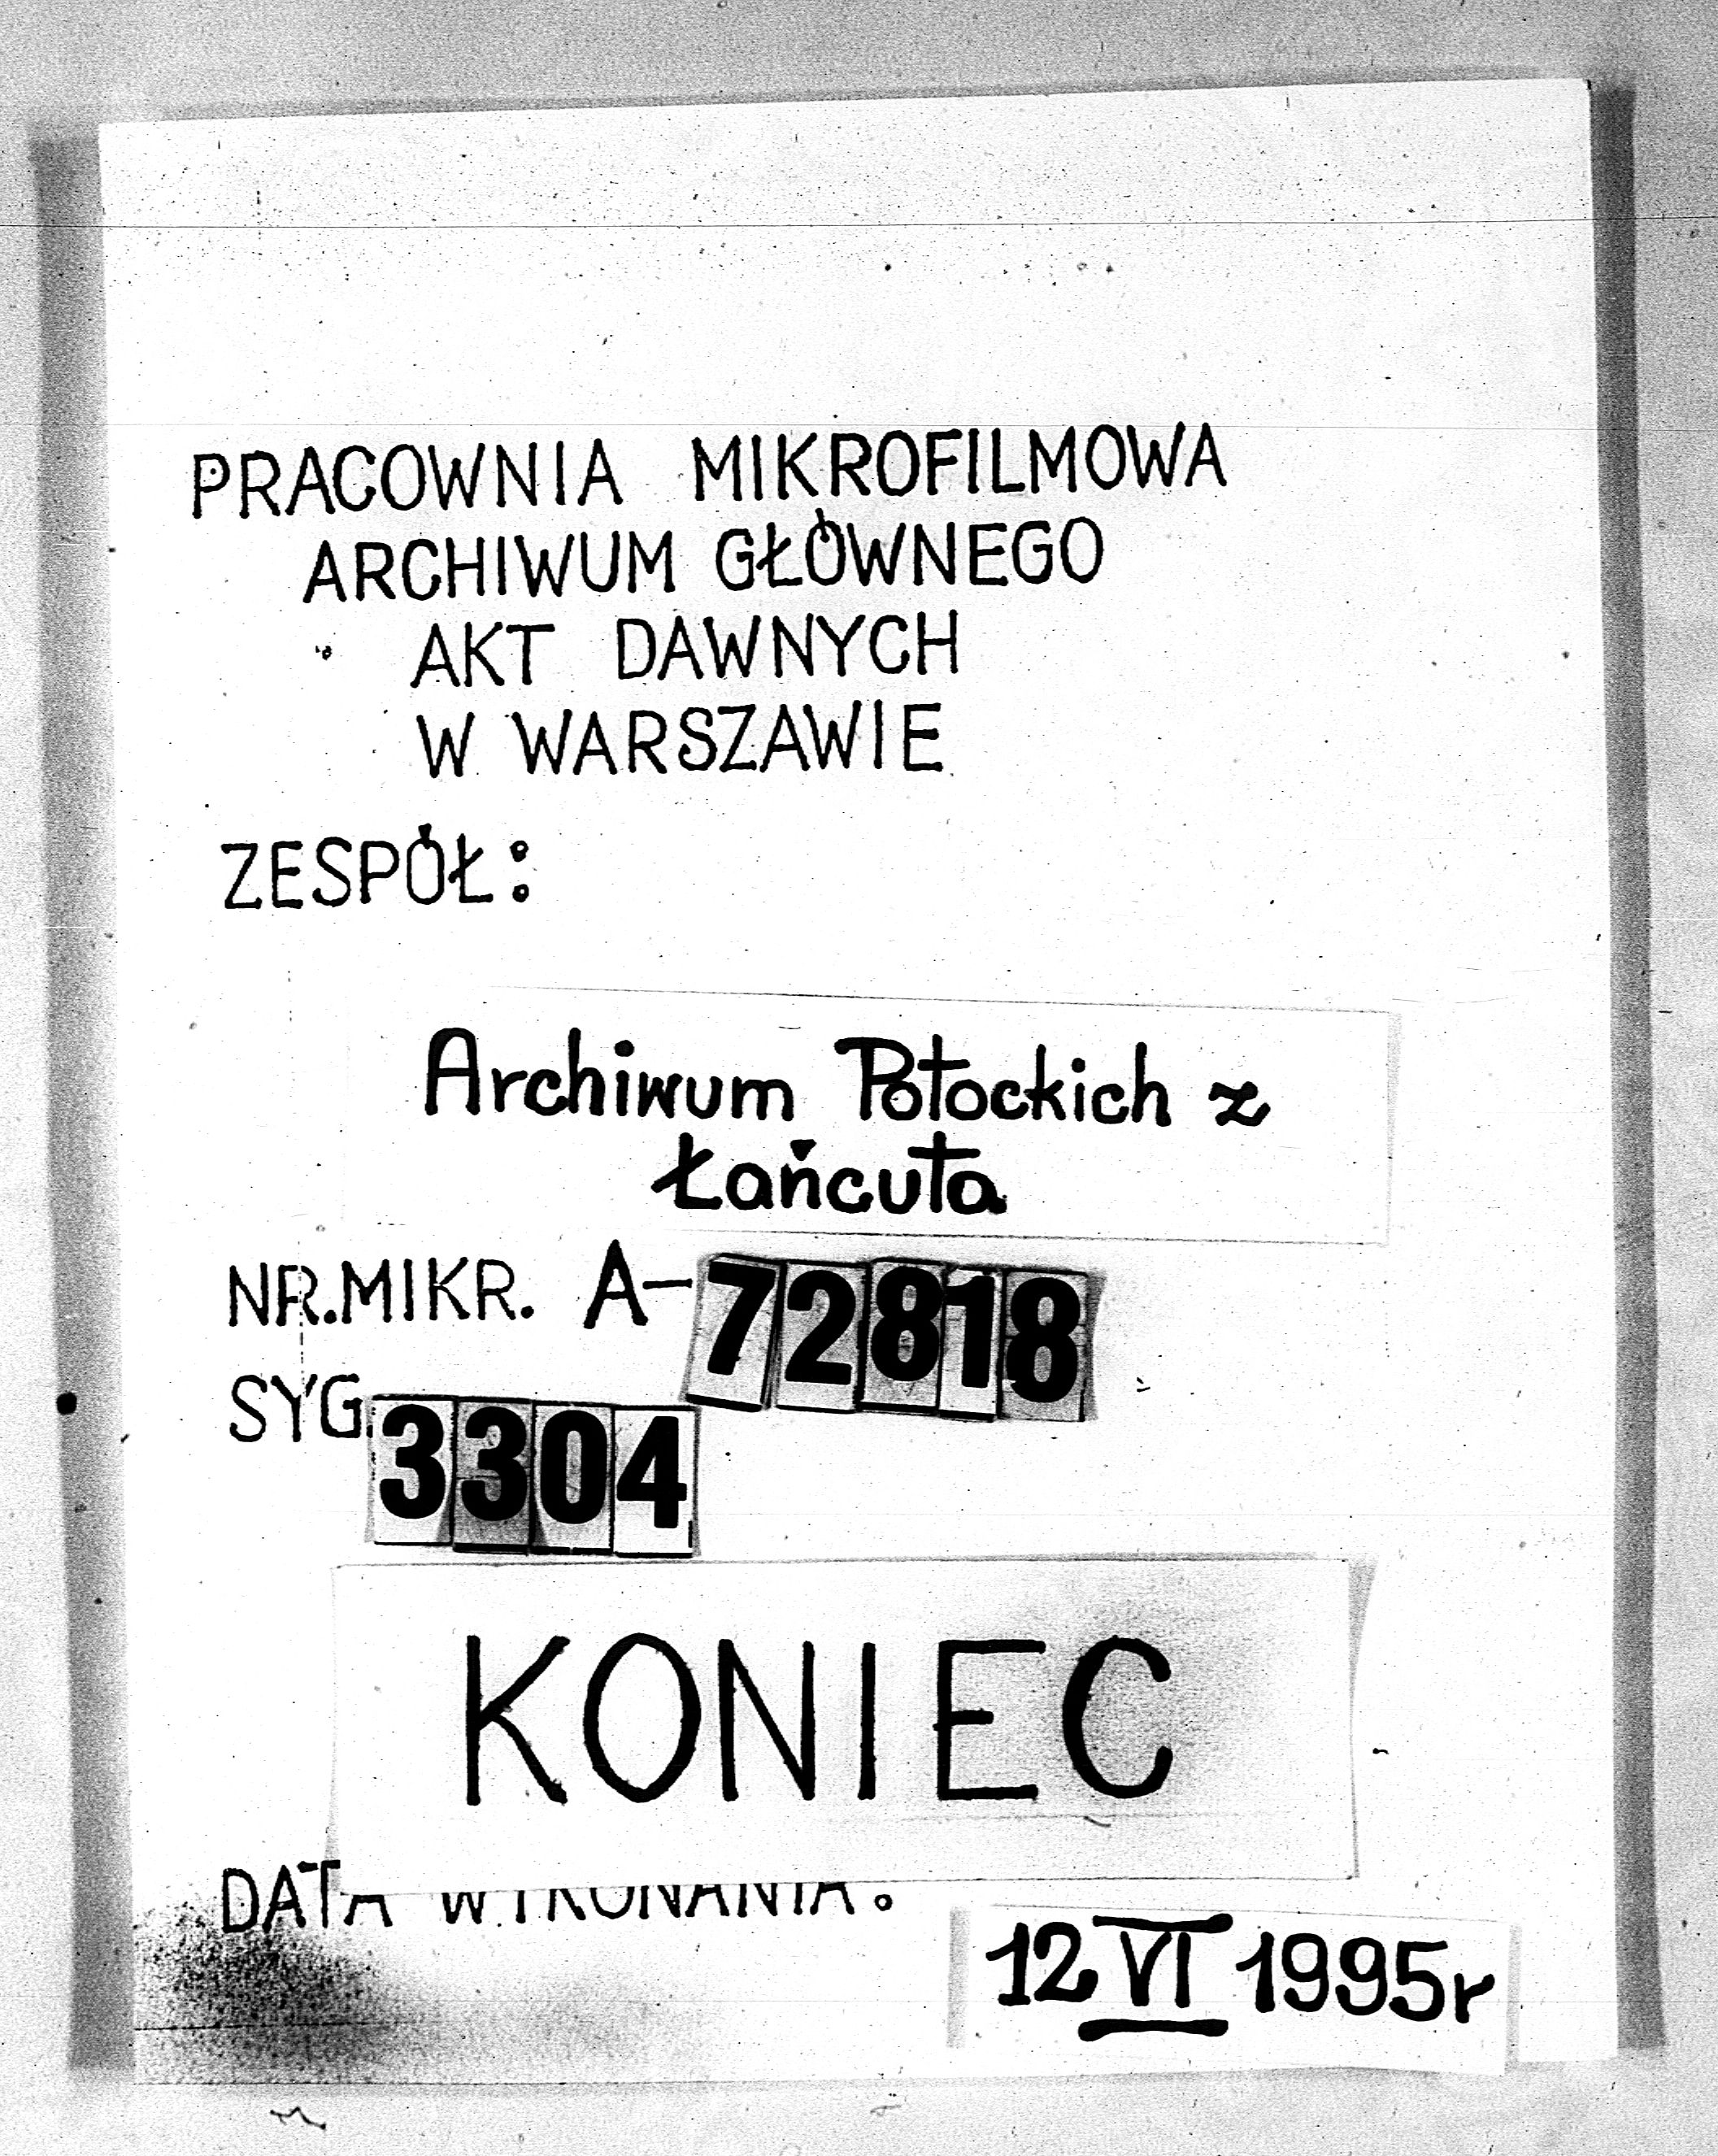 PRACOWNIA MIKROFILMOWA
ARCHIWUM GŁÓWNEGO
AKT DAWNYCH
W WARSZAWIE
ZESPÓŁ:
Archiwum Potockich z
Łańcuta
NR.MIKR. A-72818
SYG.3304
KONIEC
DATA WYKONANIA:
12 VI 1995r